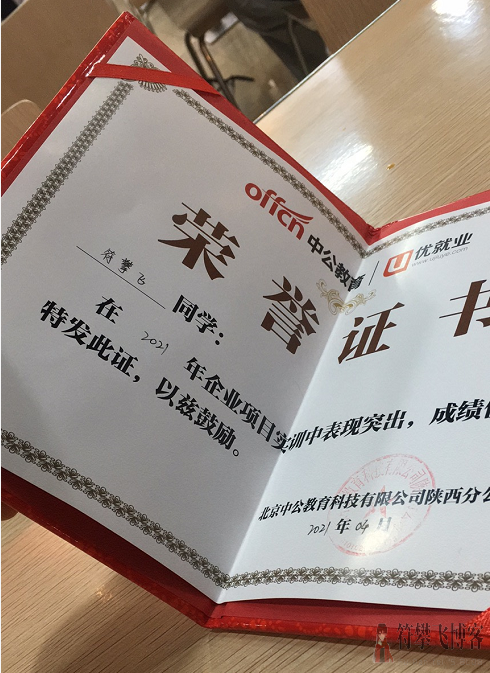 offcn 中公教育 | U 优就业
www.ujiuye.com
荣誉证书
符攀飞 同学:
在 2021 年企业项目实训中表现突出,成绩
特发此证,以兹鼓励。
北京中公教育科技有限公司陕西分公
2021 年 04 月
符攀飞博客